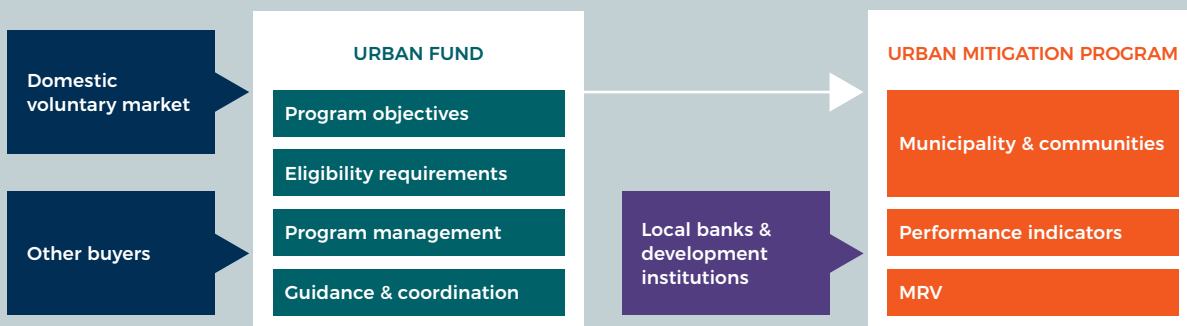 Domestic
voluntary market
Other buyers
URBAN FUND
Program objectives
Eligibility requirements
Program management
Guidance & coordination
Local banks &
development
institutions
URBAN MITIGATION PROGRAM
Municipality & communities
Performance indicators
MRV